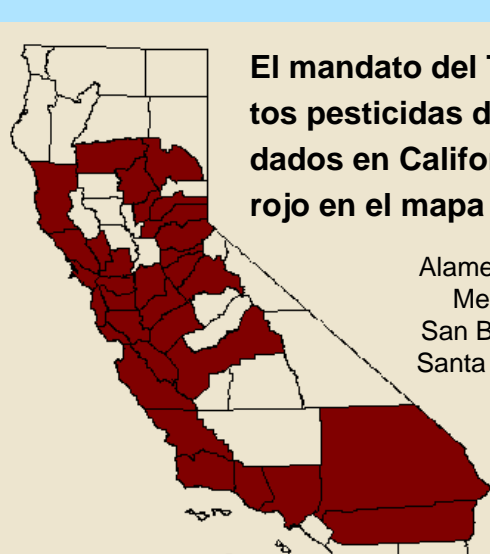 El mandato del
tos pesticidas d
dados en Califor
rojo en el mapa
Alame
Me
San B
Santa